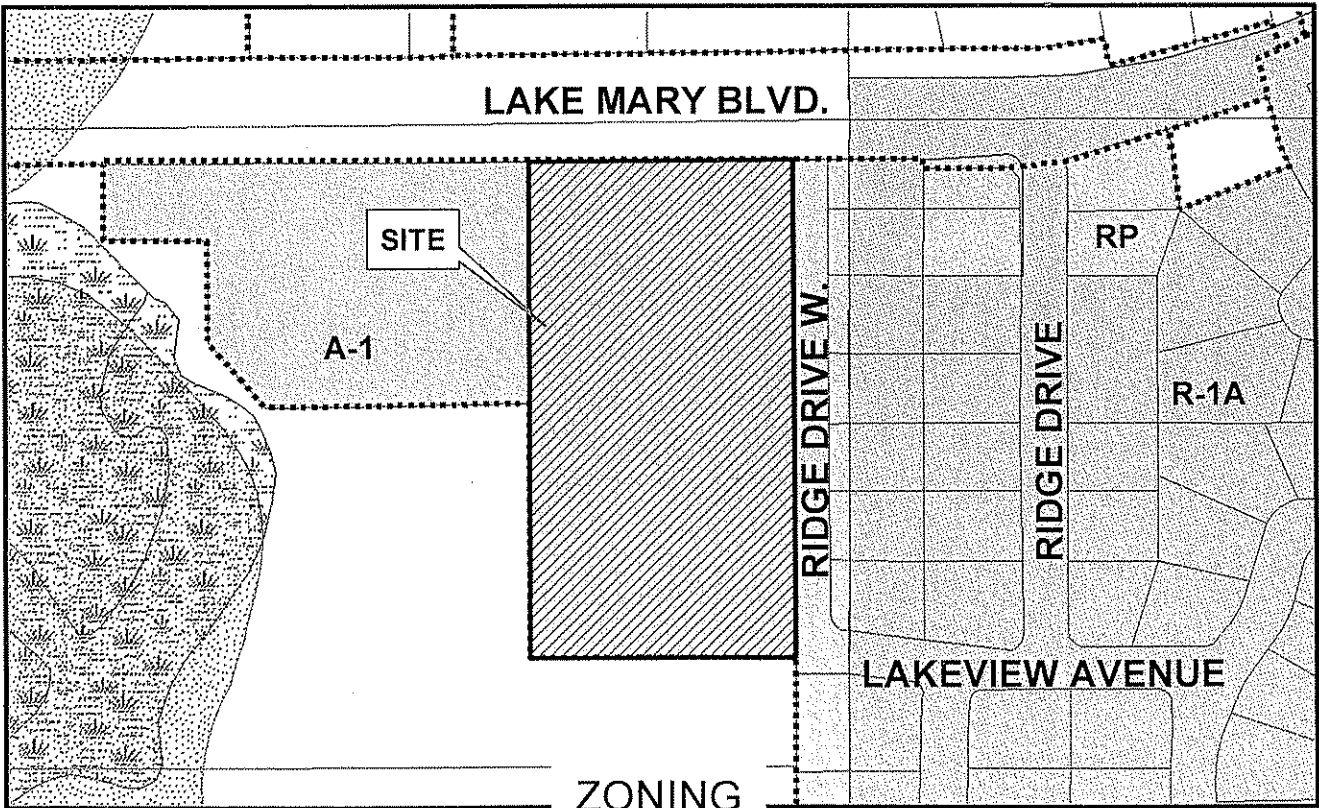 LAKE MARY BLVD.
SITE
RP
A-1
RIDGE DRIVE W.
RIDGE DRIVE
R-1A
LAKEVIEW AVENUE
ZONING